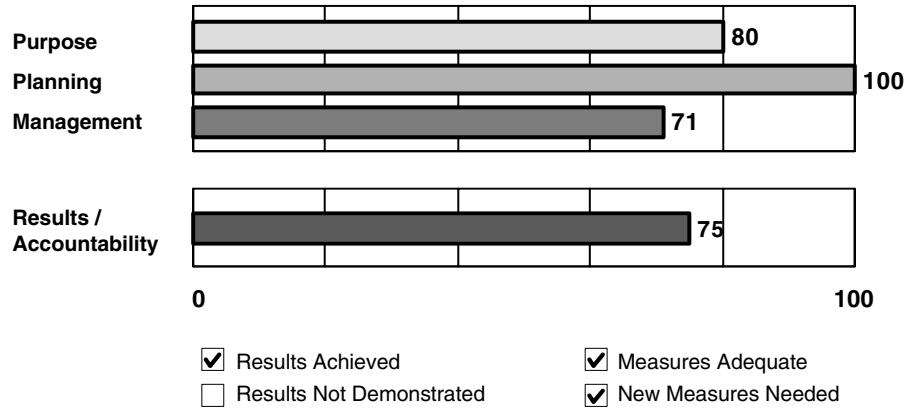 Purpose 80
Planning 100
Management 71
Results / 
Accountability 75
0 100
Results Achieved Measures Adequate
Results Not Demonstrated New Measures Needed